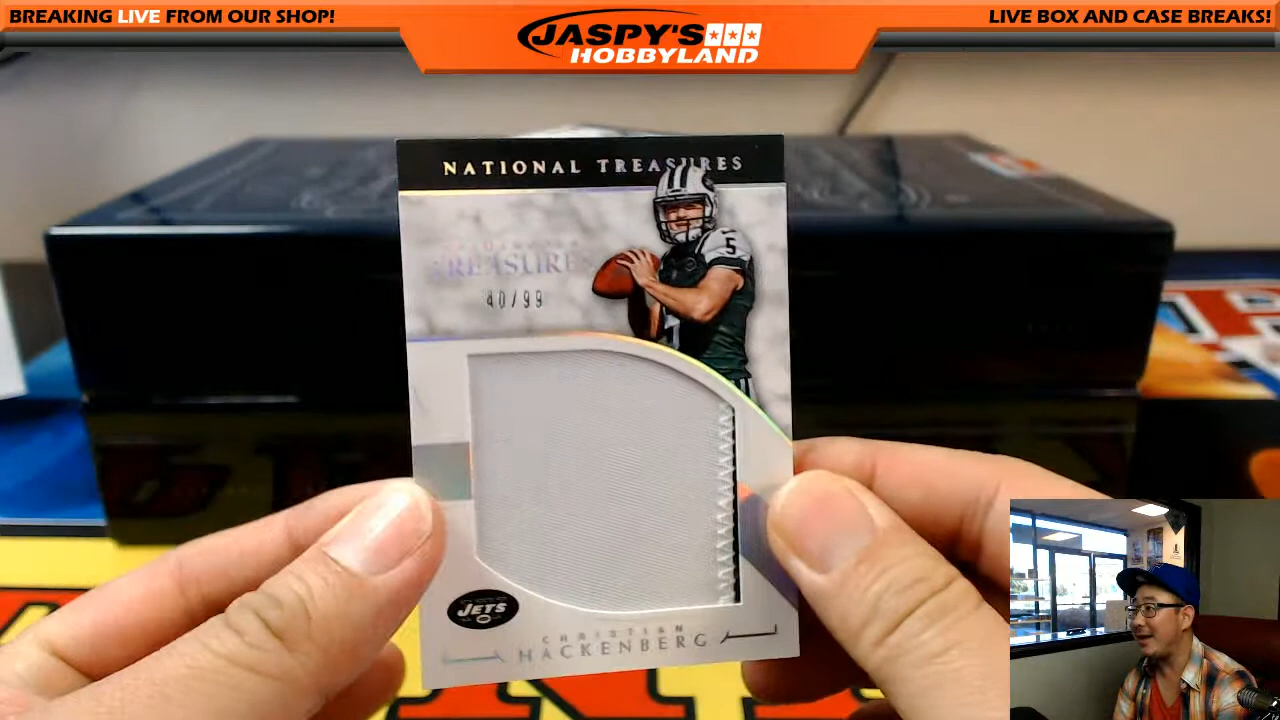 BREAKING LIVE FROM OUR SHOP!
JASPY'S
HOBBYLAND
LIVE BOX AND CASE BREAKS!
NATIONAL TREASURES
5
TREASURE
40/99
JETS
CHRISTIAN
HACKENBERG